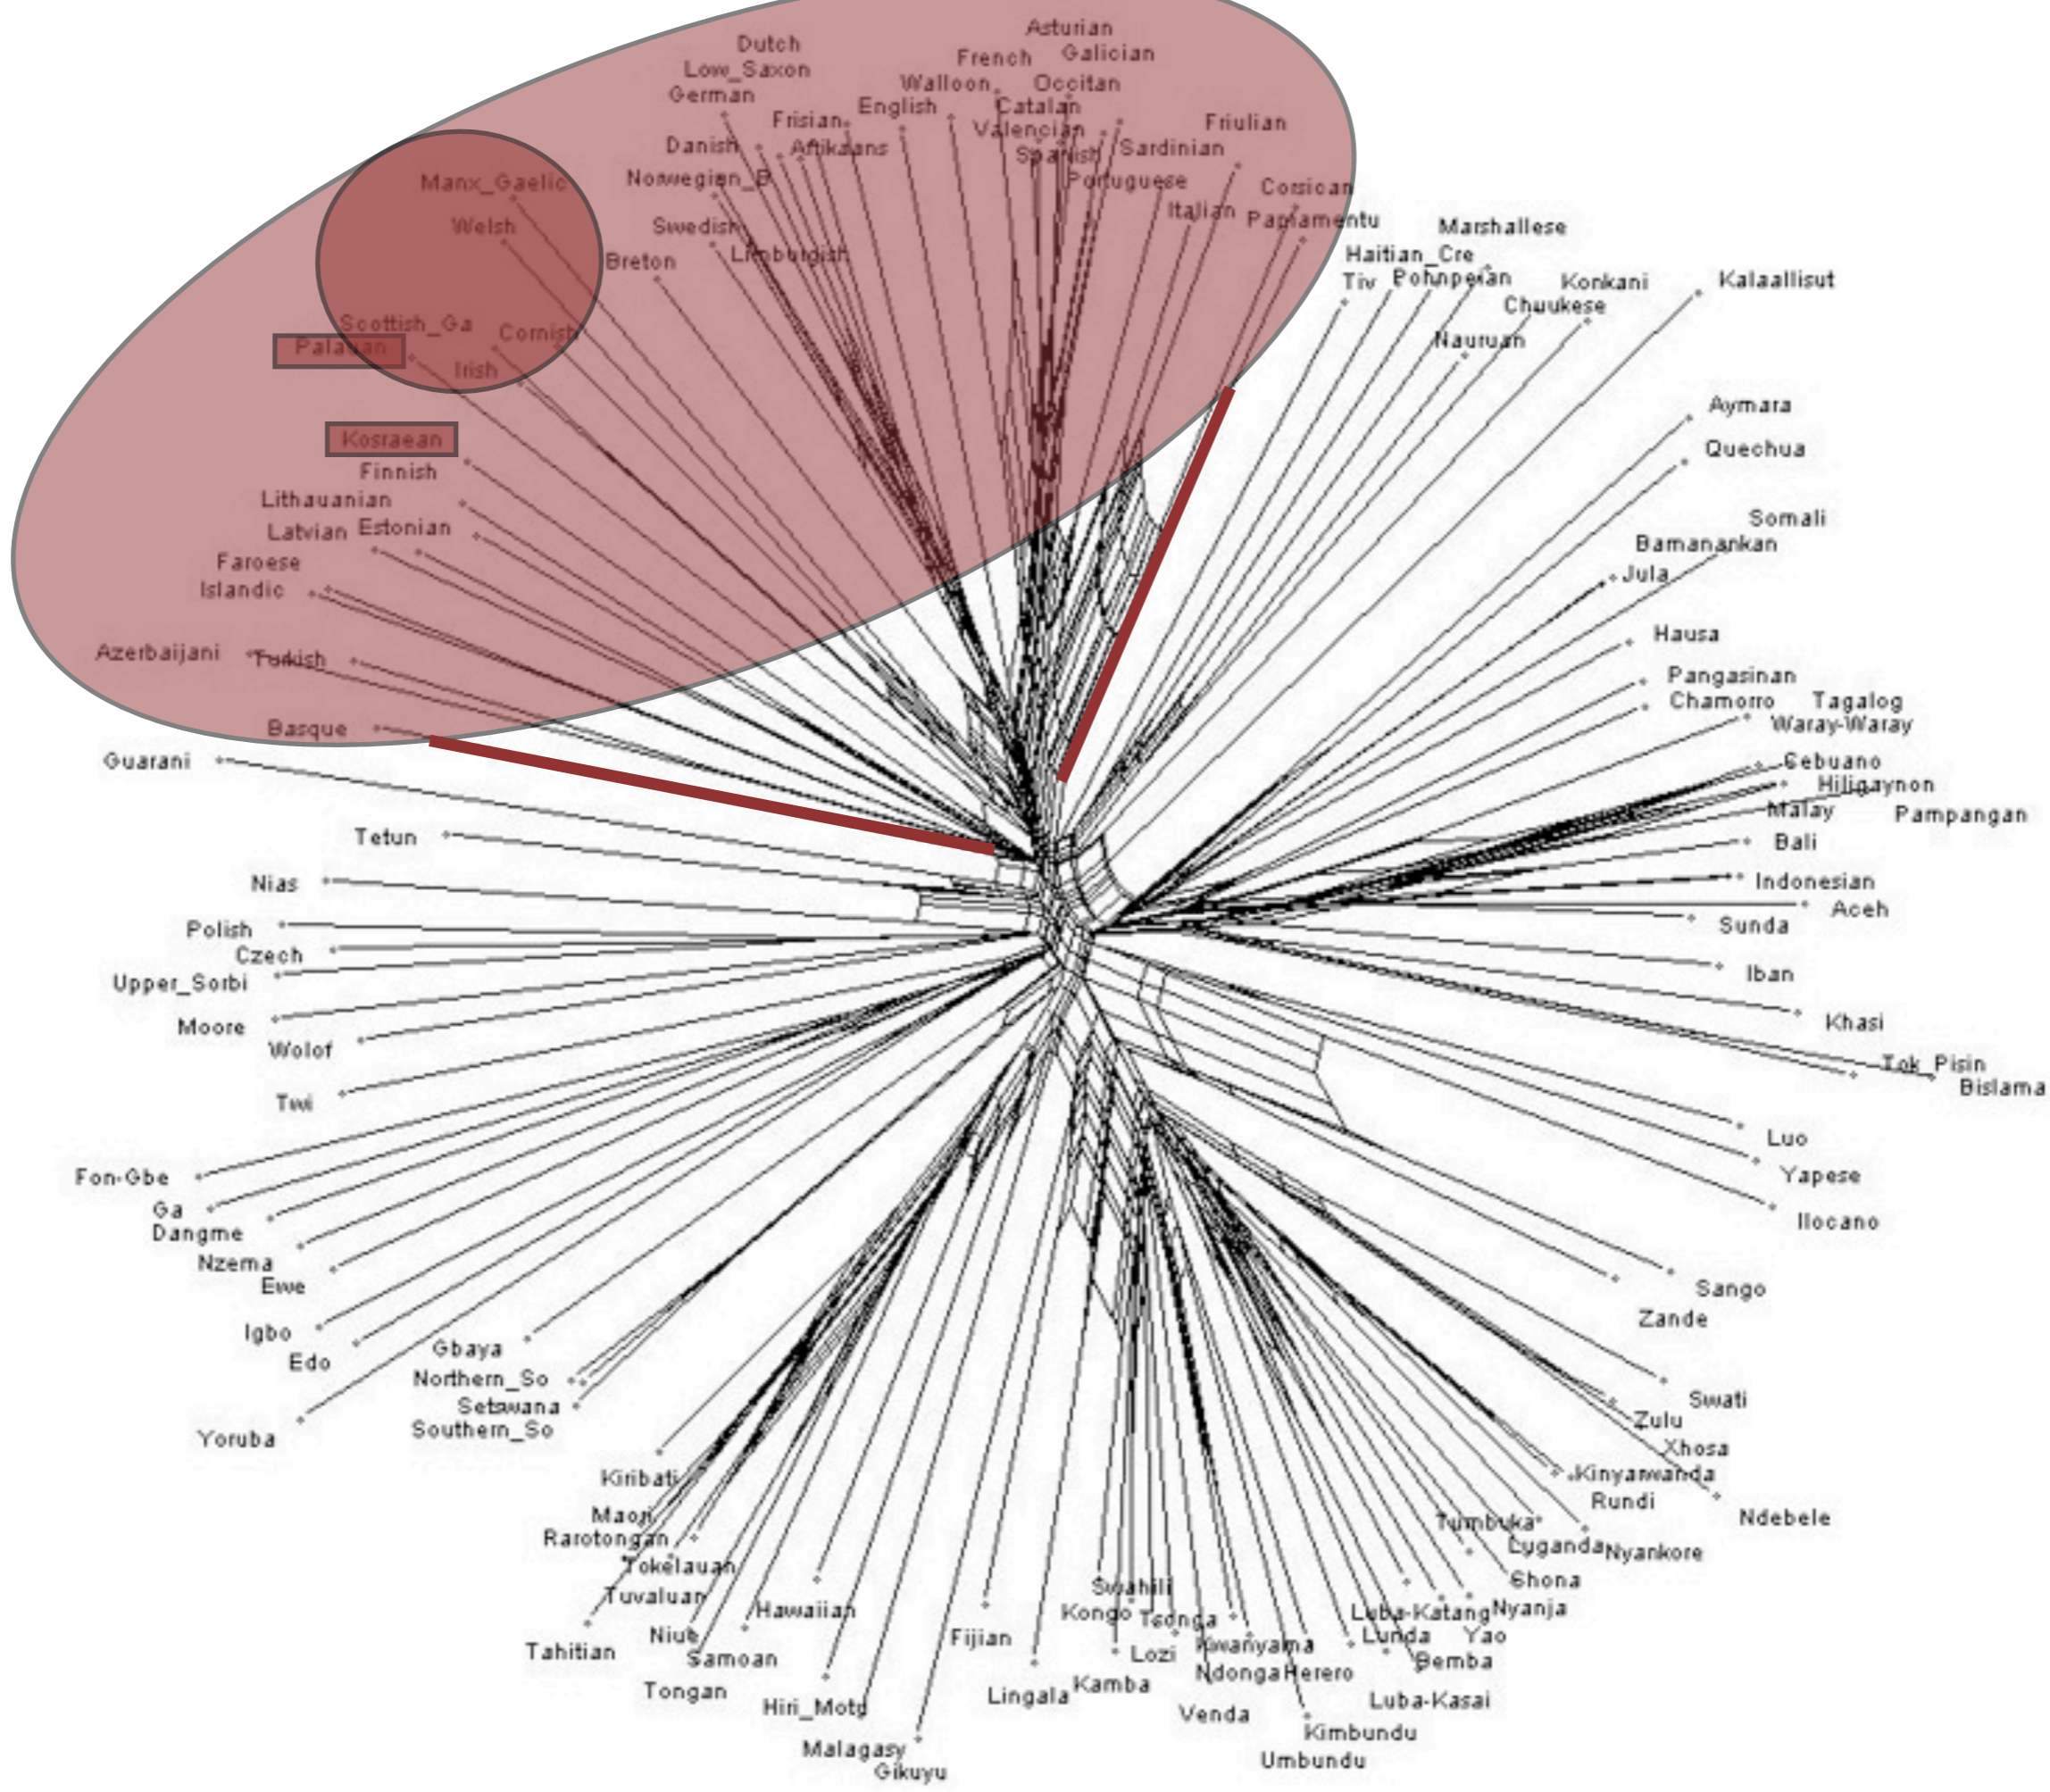 Asturian
Dutch
Galician
French
Low_Saxon
Walloon
Occitan
German
English
Catalan
Frisian
Friulian
Valencian
Danish
Afrikaans
Sardinian
Spanish
Manx_Gaelic
Norwegian_B
Portuguese
Corsican
Italian
Papiamentu
Welsh
Swedish
Marshallese
Limburgish
Haitian_Cre
Breton
Tiv
Pohnpeian
Konkani
Kalaallisut
Chuukese
Scottish_Ga
Cornish
Nauruan
Palauan
Irish
Aymara
Kosraean
Quechua
Finnish
Lithauanian
Somali
Latvian
Estonian
Bamanankan
Faroese
Jula
Islandic
Hausa
Azerbaijani
Turkish
Pangasinan
Chamorro
Tagalog
Waray-Waray
Basque
Guarani
Cebuano
Hiligaynon
Malay
Pampangan
Tetun
Bali
Nias
Indonesian
Aceh
Polish
Sunda
Czech
Iban
Upper_Sorbi
Moore
Khasi
Wolof
Tok_Pisin
Bislama
Twi
Luo
Fon-Gbe
Yapese
Ga
Ilocano
Dangme
Nzema
Ewe
Sango
Zande
Igbo
Edo
Gbaya
Northern_So
Swati
Setswana
Zulu
Southern_So
Yoruba
Xhosa
Kiribati
Kinyarwanda
Rundi
Maori
Ndebele
Rarotongan
Tumbuka
Luganda
Nyankore
Tokelauan
Shona
Tuvaluan
Swahili
Hawaiian
Kongo
Tsonga
Luba-Katang
Nyanja
Niue
Fijian
Kwanyama
Lunda
Yao
Tahitian
Samoan
Lozi
Ndonga
Herero
Bemba
Tongan
Lingala
Kamba
Hiri_Motu
Venda
Luba-Kasai
Kimbundu
Malagasy
Umbundu
Gikuyu